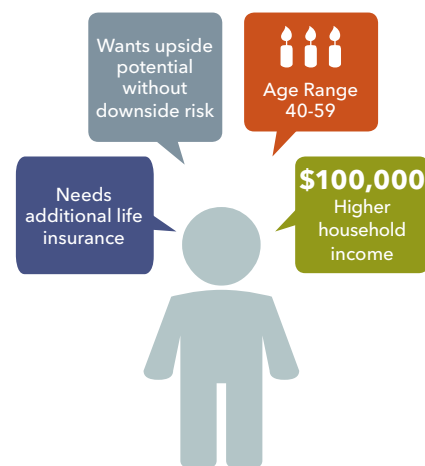 Wants upside
potential
without
downside risk
Age Range
40-59
Needs
additional life
insurance
$100,000
Higher
household
income